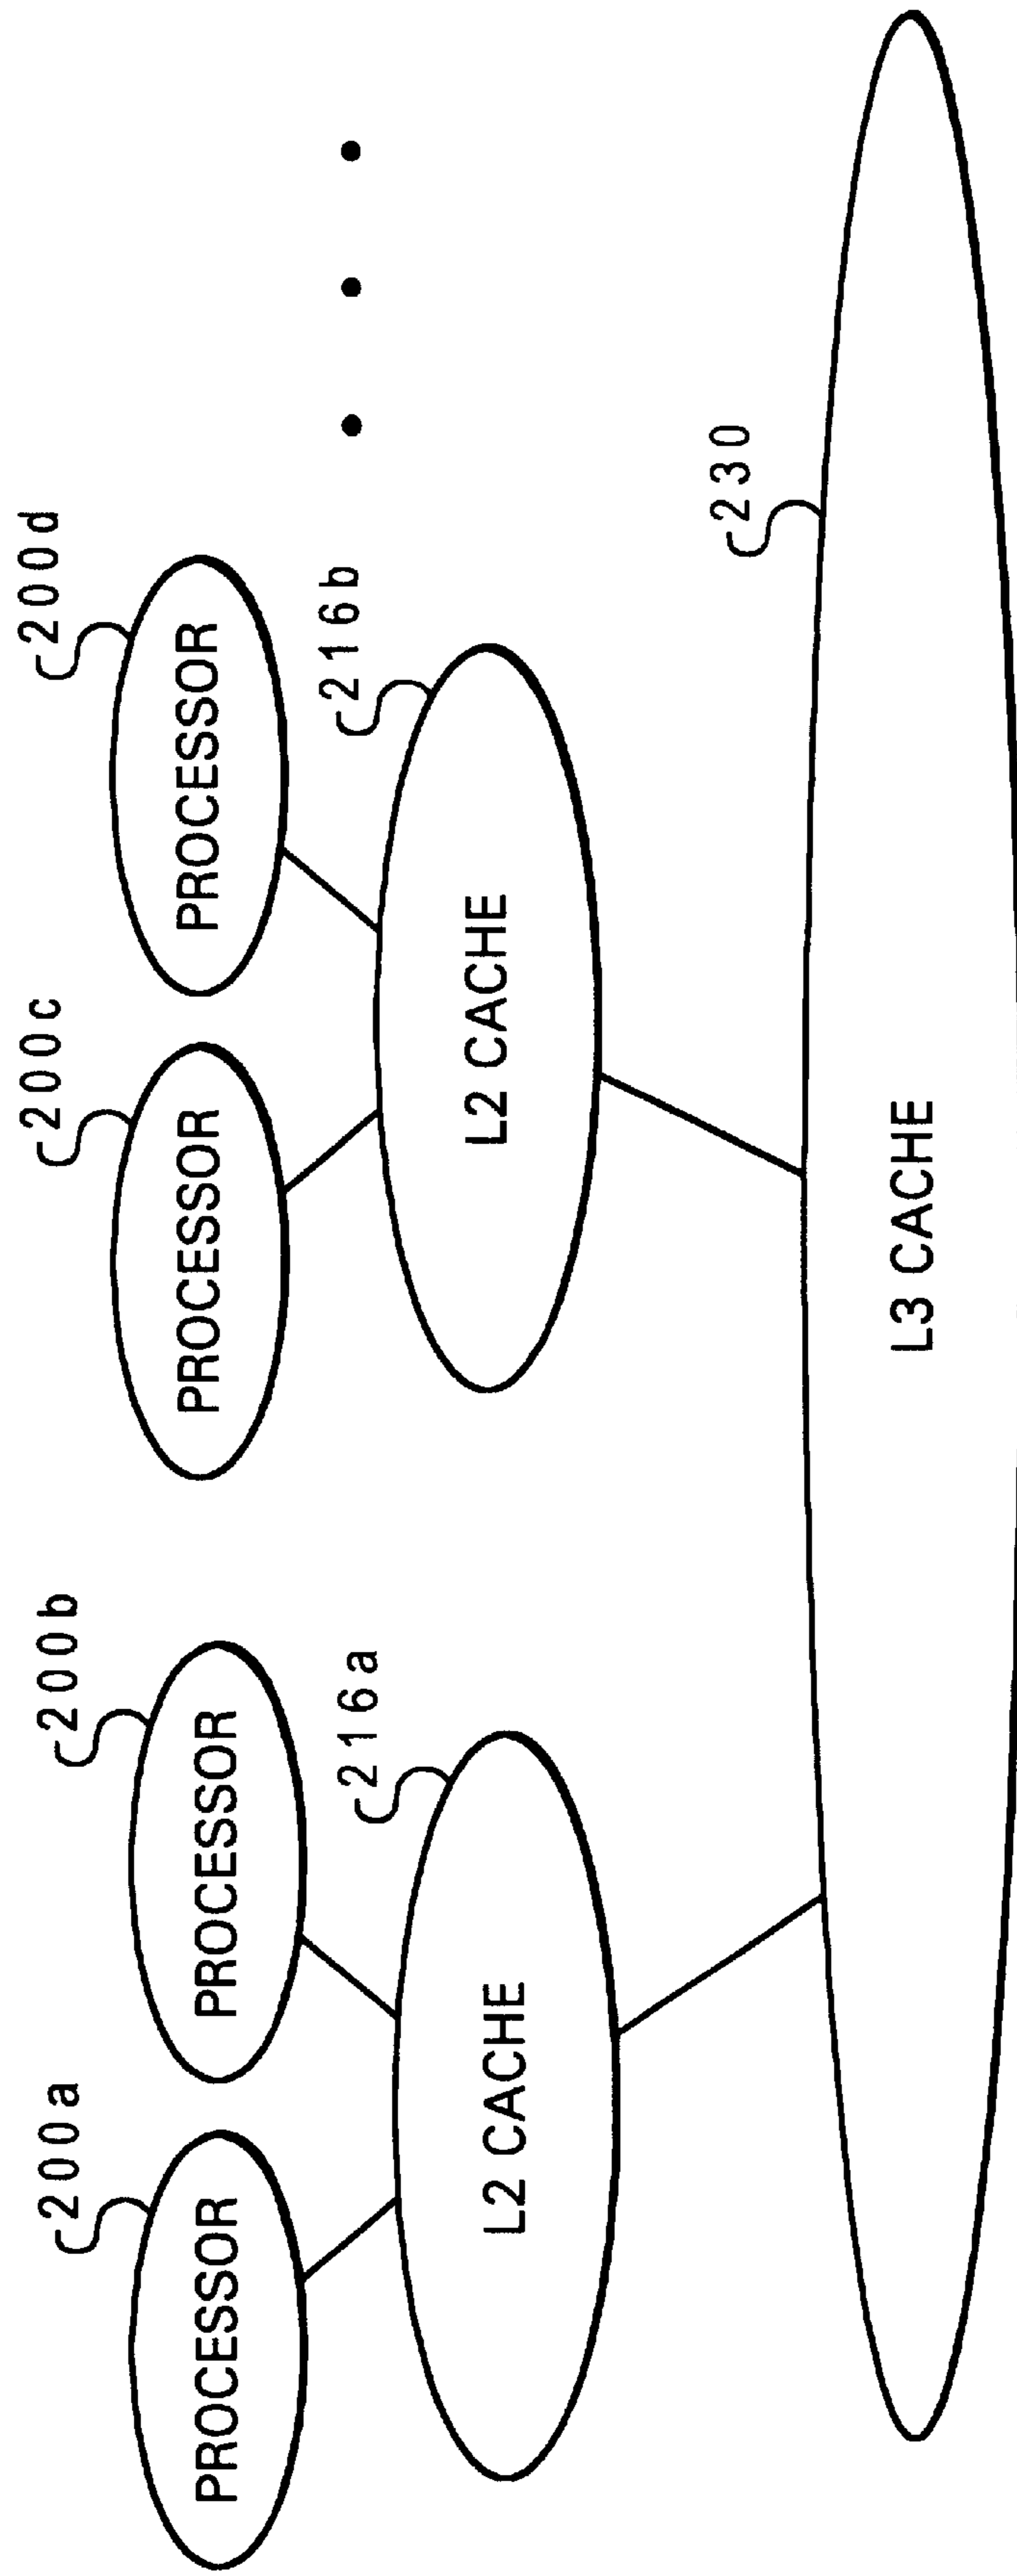 200a
200b
200c
200d
PROCESSOR
PROCESSOR
PROCESSOR
PROCESSOR
216a
216b
L2 CACHE
L2 CACHE
230
L3 CACHE